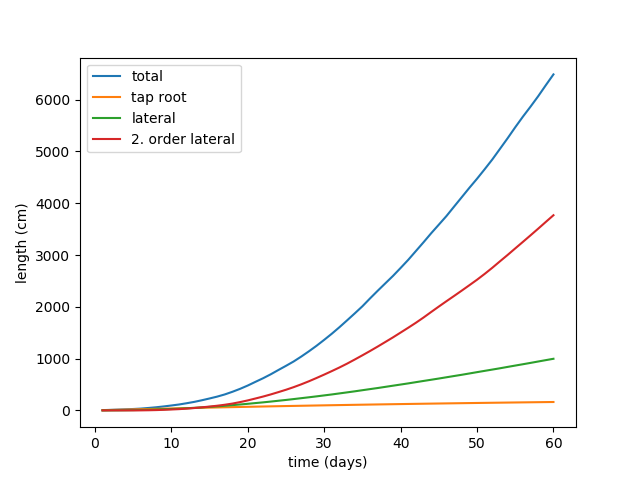 total
tap root
lateral
2. order lateral
6000
5000
4000
3000
2000
1000
0
length (cm)
0 10 20 30 40 50 60
time (days)